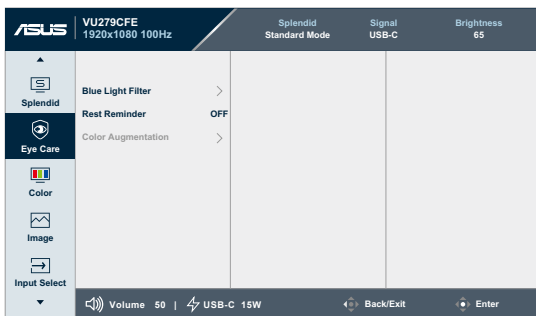 ASUS
VU279CFE
1920x1080 100Hz
Splendid
Standard Mode
Signal
USB-C
Brightness
65
Splendid
Eye Care
Color
Image
Input Select
Blue Light Filter
Rest Reminder OFF
Color Augmentation
Volume 50 | USB-C 15W
Back/Exit
Enter